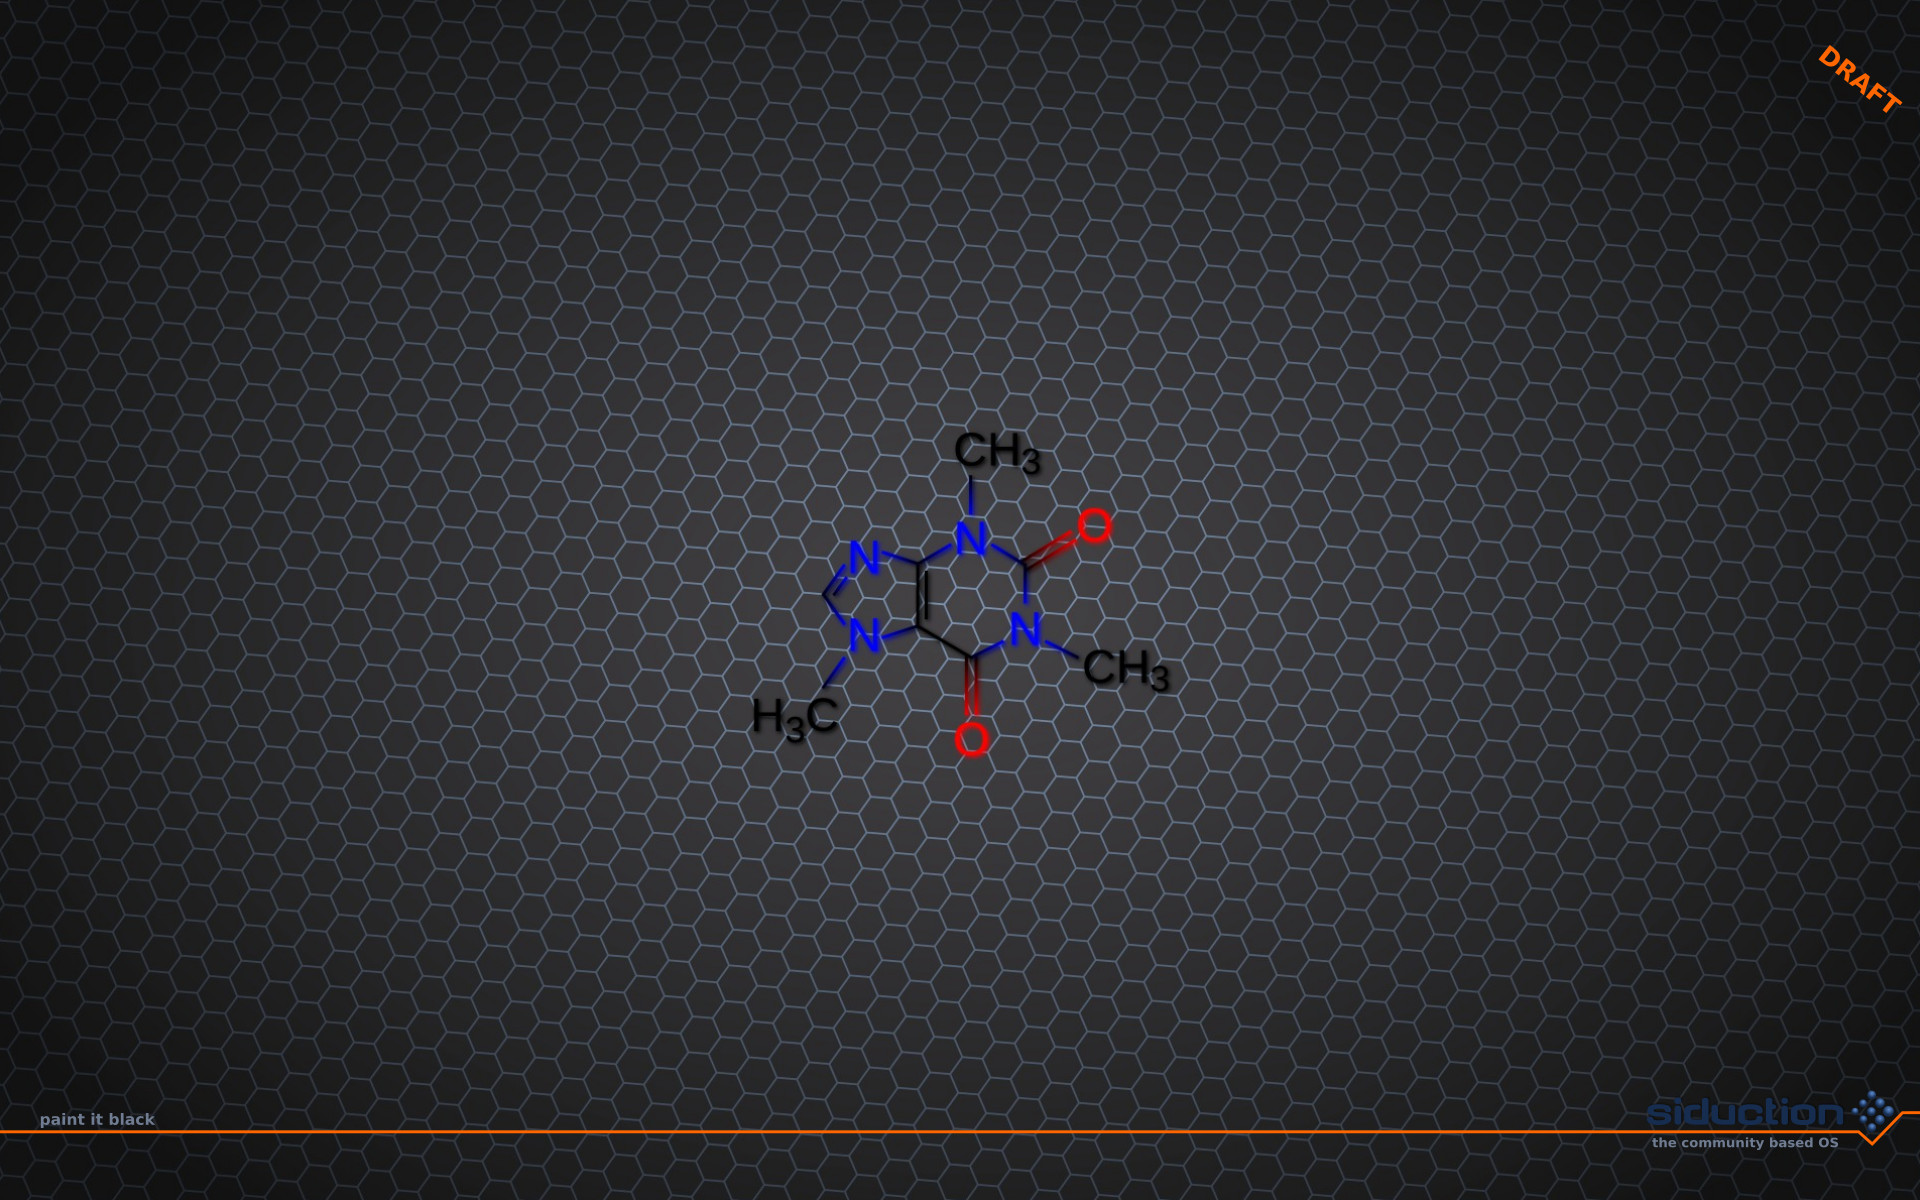 DRAFT
CH₃
O
N
N
N
N
CH₃
H₃C
O
paint it black
siduction
the community based OS